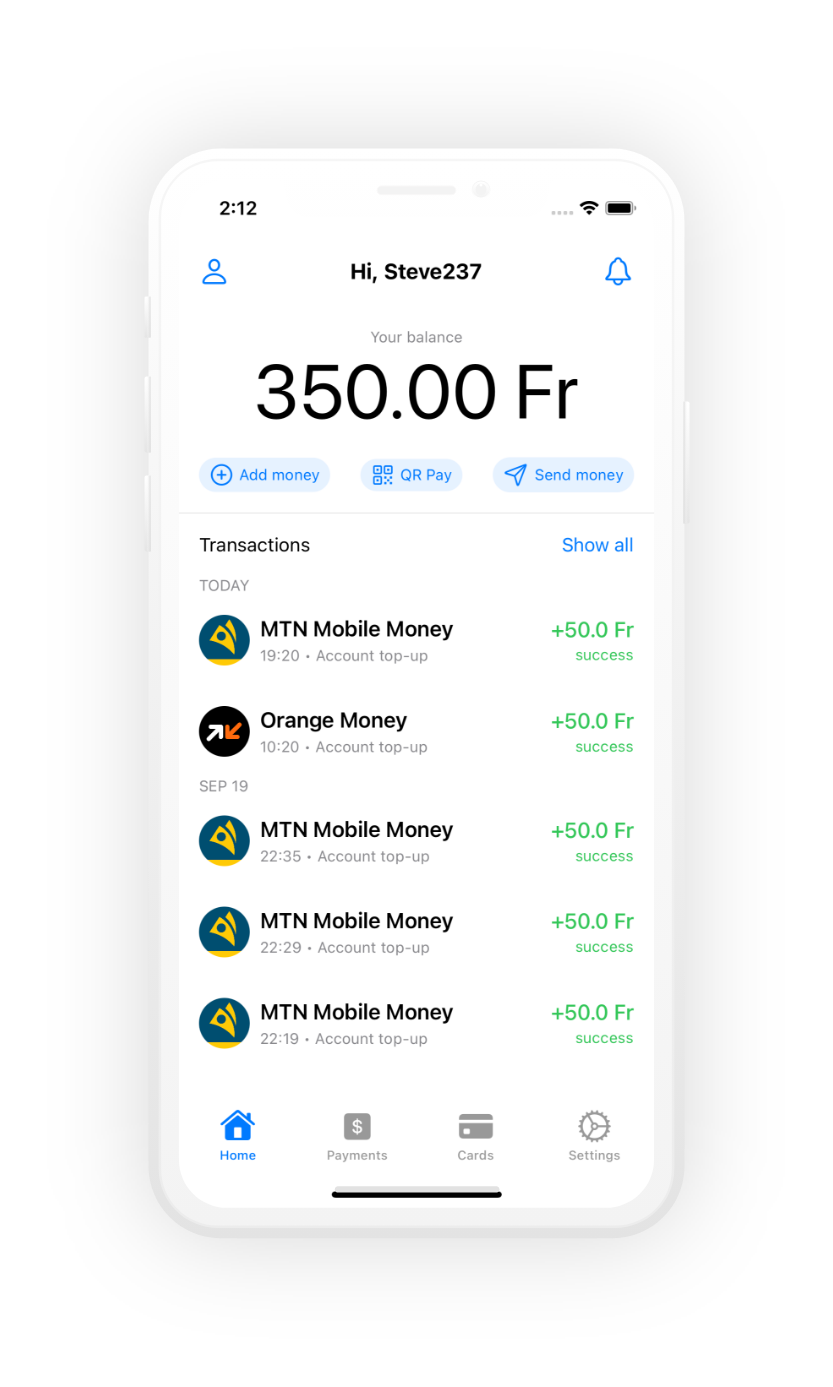 2:12
Hi, Steve237
Your balance
350.00 Fr
Add money QR Pay Send money
Transactions Show all
TODAY
MTN Mobile Money +50.0 Fr
19:20 • Account top-up success
Orange Money +50.0 Fr
10:20 • Account top-up success
SEP 19
MTN Mobile Money +50.0 Fr
22:35 • Account top-up success
MTN Mobile Money +50.0 Fr
22:29 • Account top-up success
MTN Mobile Money +50.0 Fr
22:19 • Account top-up success
$
Home Payments Cards Settings